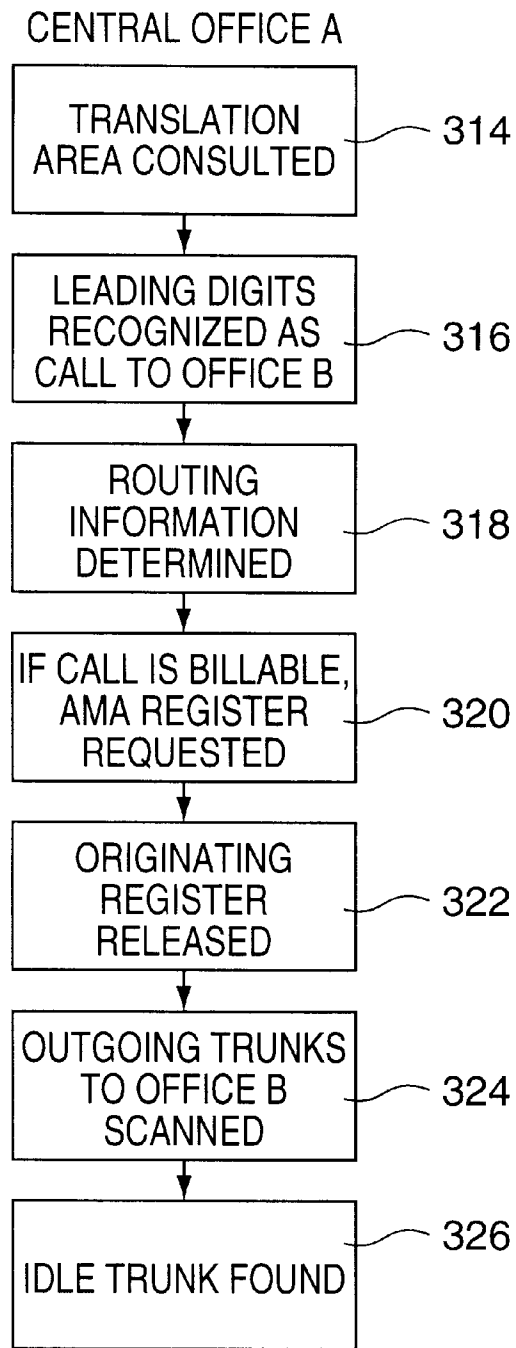 CENTRAL OFFICE A
TRANSLATION
AREA CONSULTED
314
LEADING DIGITS
RECOGNIZED AS
CALL TO OFFICE B
316
ROUTING
INFORMATION
DETERMINED
318
IF CALL IS BILLABLE,
AMA REGISTER
REQUESTED
320
ORIGINATING
REGISTER
RELEASED
322
OUTGOING TRUNKS
TO OFFICE B
SCANNED
324
IDLE TRUNK FOUND
326